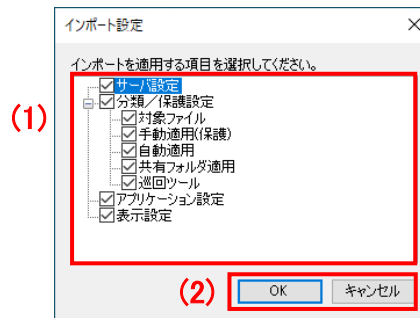 インポート設定
インポートを適用する項目を選択してください。
(1)
サーバ設定
分類／保護設定
対象ファイル
手動適用(保護)
自動適用
共有フォルダ適用
巡回ツール
アプリケーション設定
表示設定
(2)
OK キャンセル